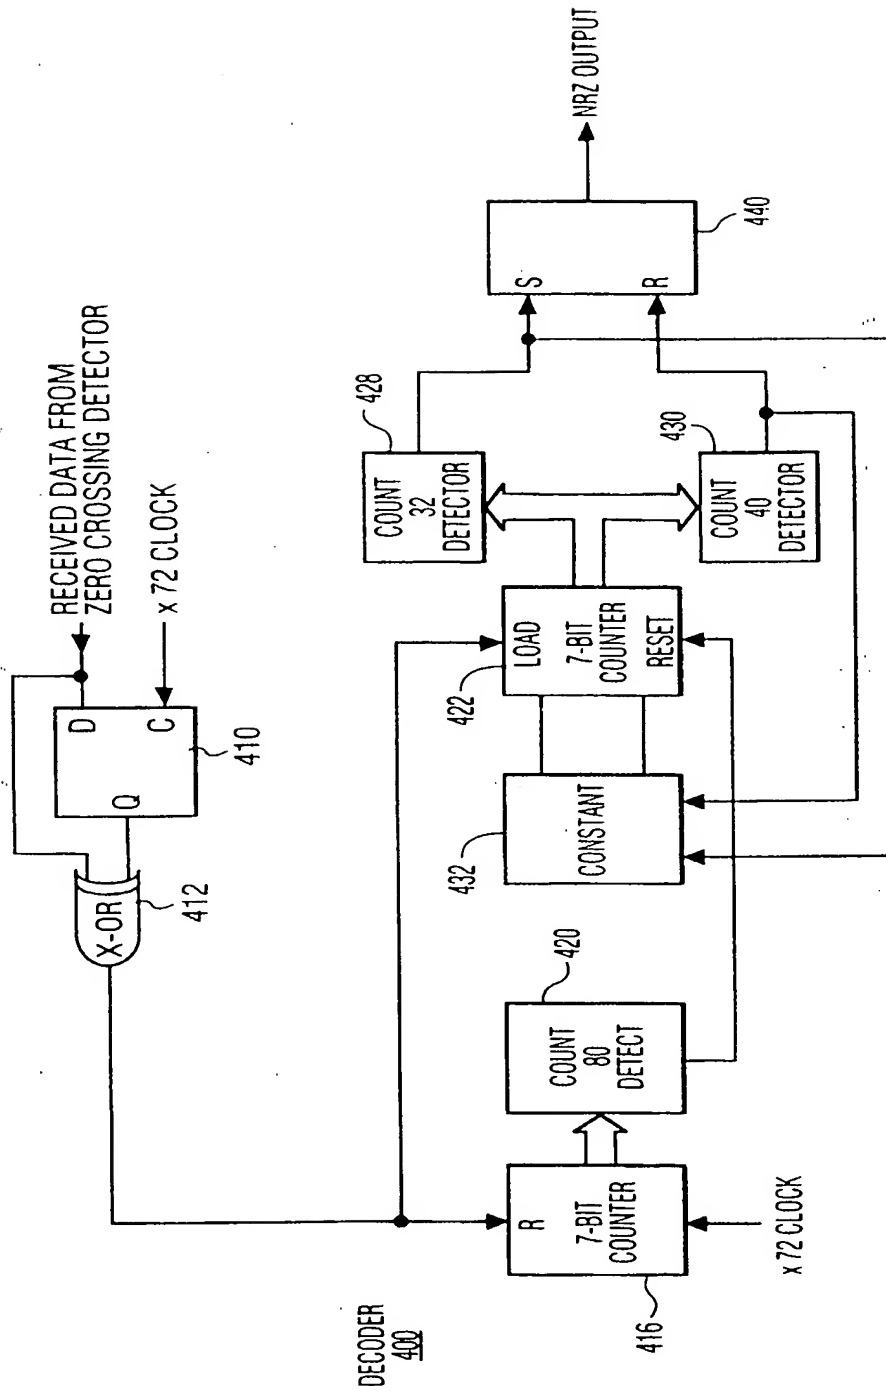 RECEIVED DATA FROM
ZERO CROSSING DETECTOR
x 72 CLOCK
D
C
Q
410
X-OR
412
NRZ OUTPUT
S
R
440
COUNT
32
DETECTOR
428
COUNT
40
DETECTOR
430
LOAD
7-BIT
COUNTER
RESET
422
CONSTANT
432
COUNT
80
DETECT
420
R
7-BIT
COUNTER
416
x 72 CLOCK
DECODER
400